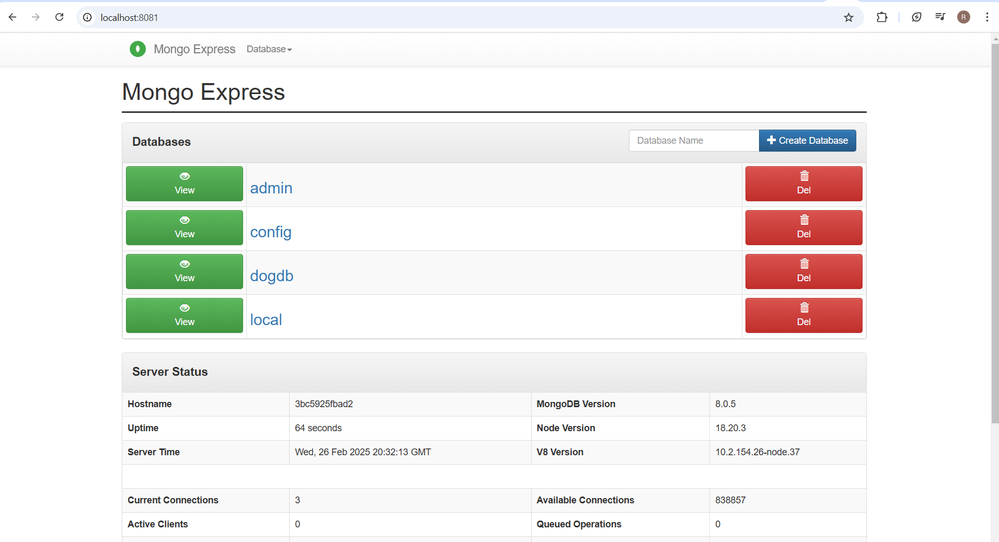 localhost:8081
R
Mongo Express Database
Mongo Express
Databases Database Name Create Database
View admin Del
View config Del
View dogdb Del
View local Del
Server Status
Hostname 3bc5925fbad2 MongoDB Version 8.0.5
Uptime 64 seconds Node Version 18.20.3
Server Time Wed, 26 Feb 2025 20:32:13 GMT V8 Version 10.2.154.26-node.37
Current Connections 3 Available Connections 838857
Active Clients 0 Queued Operations 0